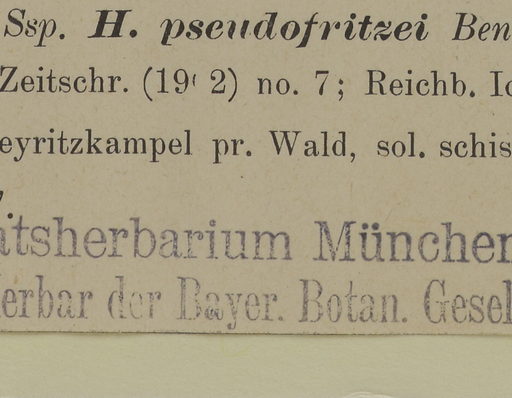 Ssp. H. pseudofritzei Ben
Zeitschr. (19 2) no. 7; Reichb. Ic
eyritzkampel pr. Wald, sol. schis
atsherbarium München
erbar der Bayer. Botan. Gesel